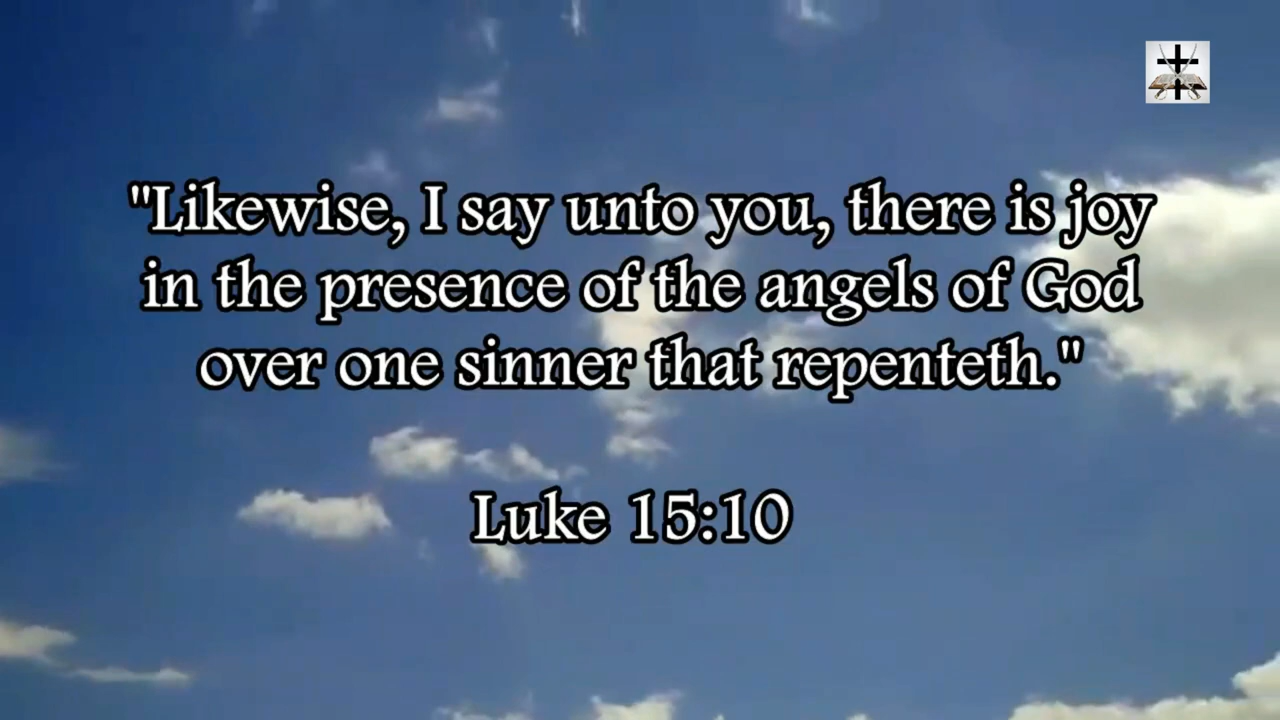 "Likewise, I say unto you, there is joy
in the presence of the angels of God
over one sinner that repenteth."
Luke 15:10